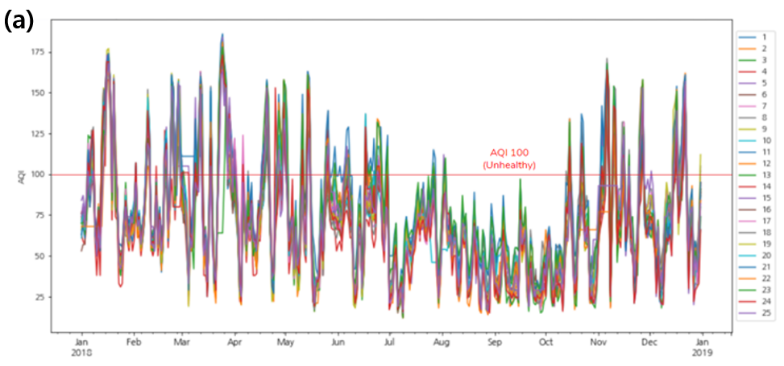 (a)
175
150
125
100
75
50
25
AQI
AQI 100
(Unhealthy)
Jan
2018
Feb
Mar
Apr
May
Jun
Jul
Aug
Sep
Oct
Nov
Dec
Jan
2019
1
2
3
4
5
6
7
8
9
10
11
12
13
14
15
16
17
18
19
20
21
22
23
24
25